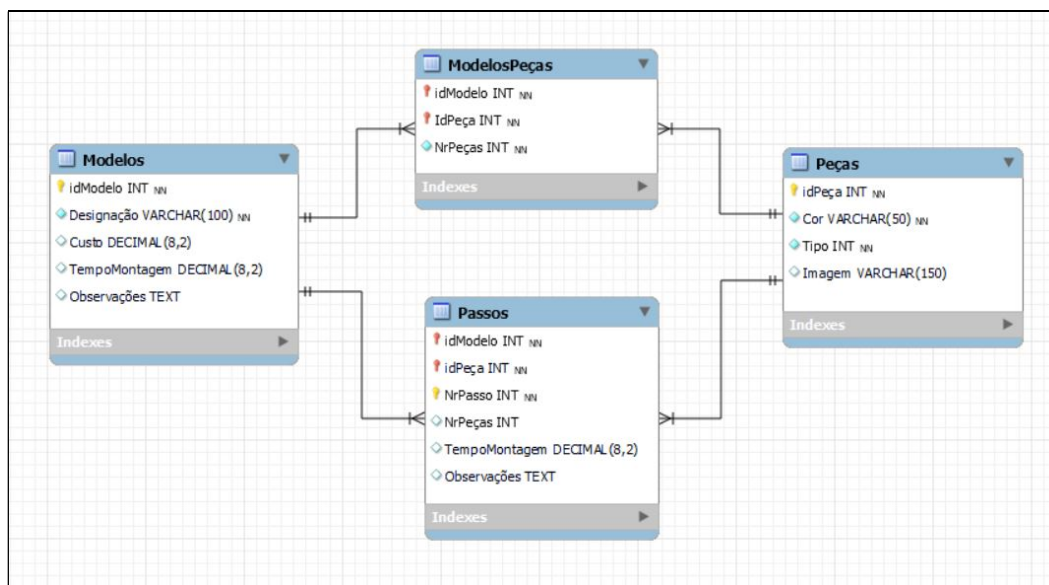 ModelosPeças
idModelo INT NN
IdPeça INT NN
NrPeças INT NN
Indexes
Modelos
idModelo INT NN
Designação VARCHAR(100) NN
Custo DECIMAL(8,2)
TempoMontagem DECIMAL(8,2)
Observações TEXT
Indexes
Peças
idPeça INT NN
Cor VARCHAR(50) NN
Tipo INT NN
Imagem VARCHAR(150)
Indexes
Passos
idModelo INT NN
idPeça INT NN
NrPasso INT NN
NrPeças INT
TempoMontagem DECIMAL(8,2)
Observações TEXT
Indexes